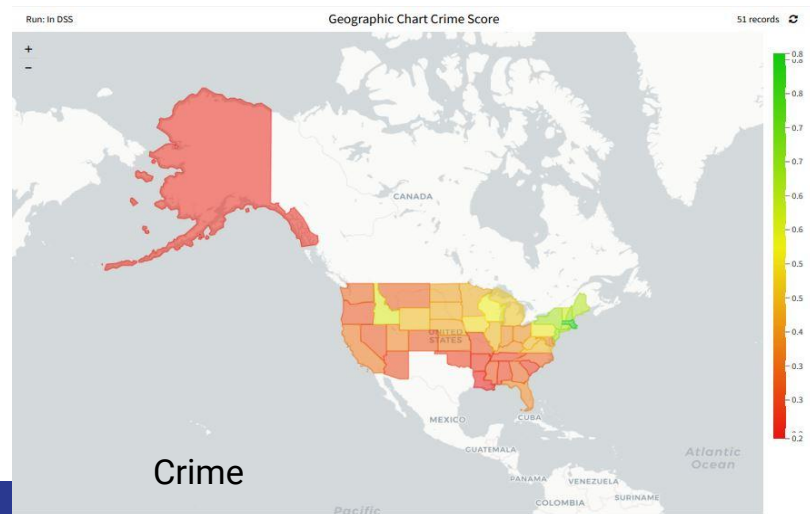 Run: In DSS
Geographic Chart Crime Score
51 records
+
−
0.8
0.8
0.7
0.7
0.6
0.6
0.5
0.5
0.4
0.4
0.3
0.3
0.2
CANADA
UNITED
STATES
MEXICO
CUBA
GUATEMALA
PANAMA
VENEZUELA
COLOMBIA
SURINAME
Atlantic
Ocean
Pacific
Crime